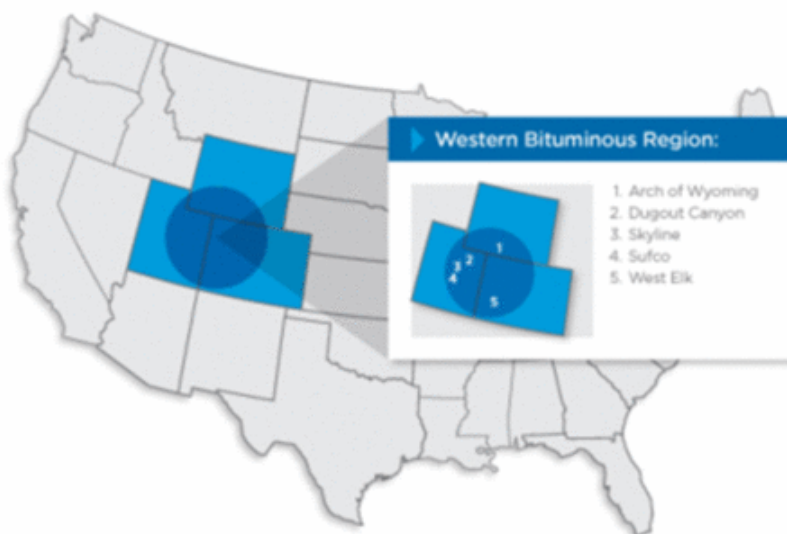 Western Bituminous Region:
1. Arch of Wyoming
2. Dugout Canyon
3. Skyline
4. Sufco
5. West Elk
1
2
3
4
5